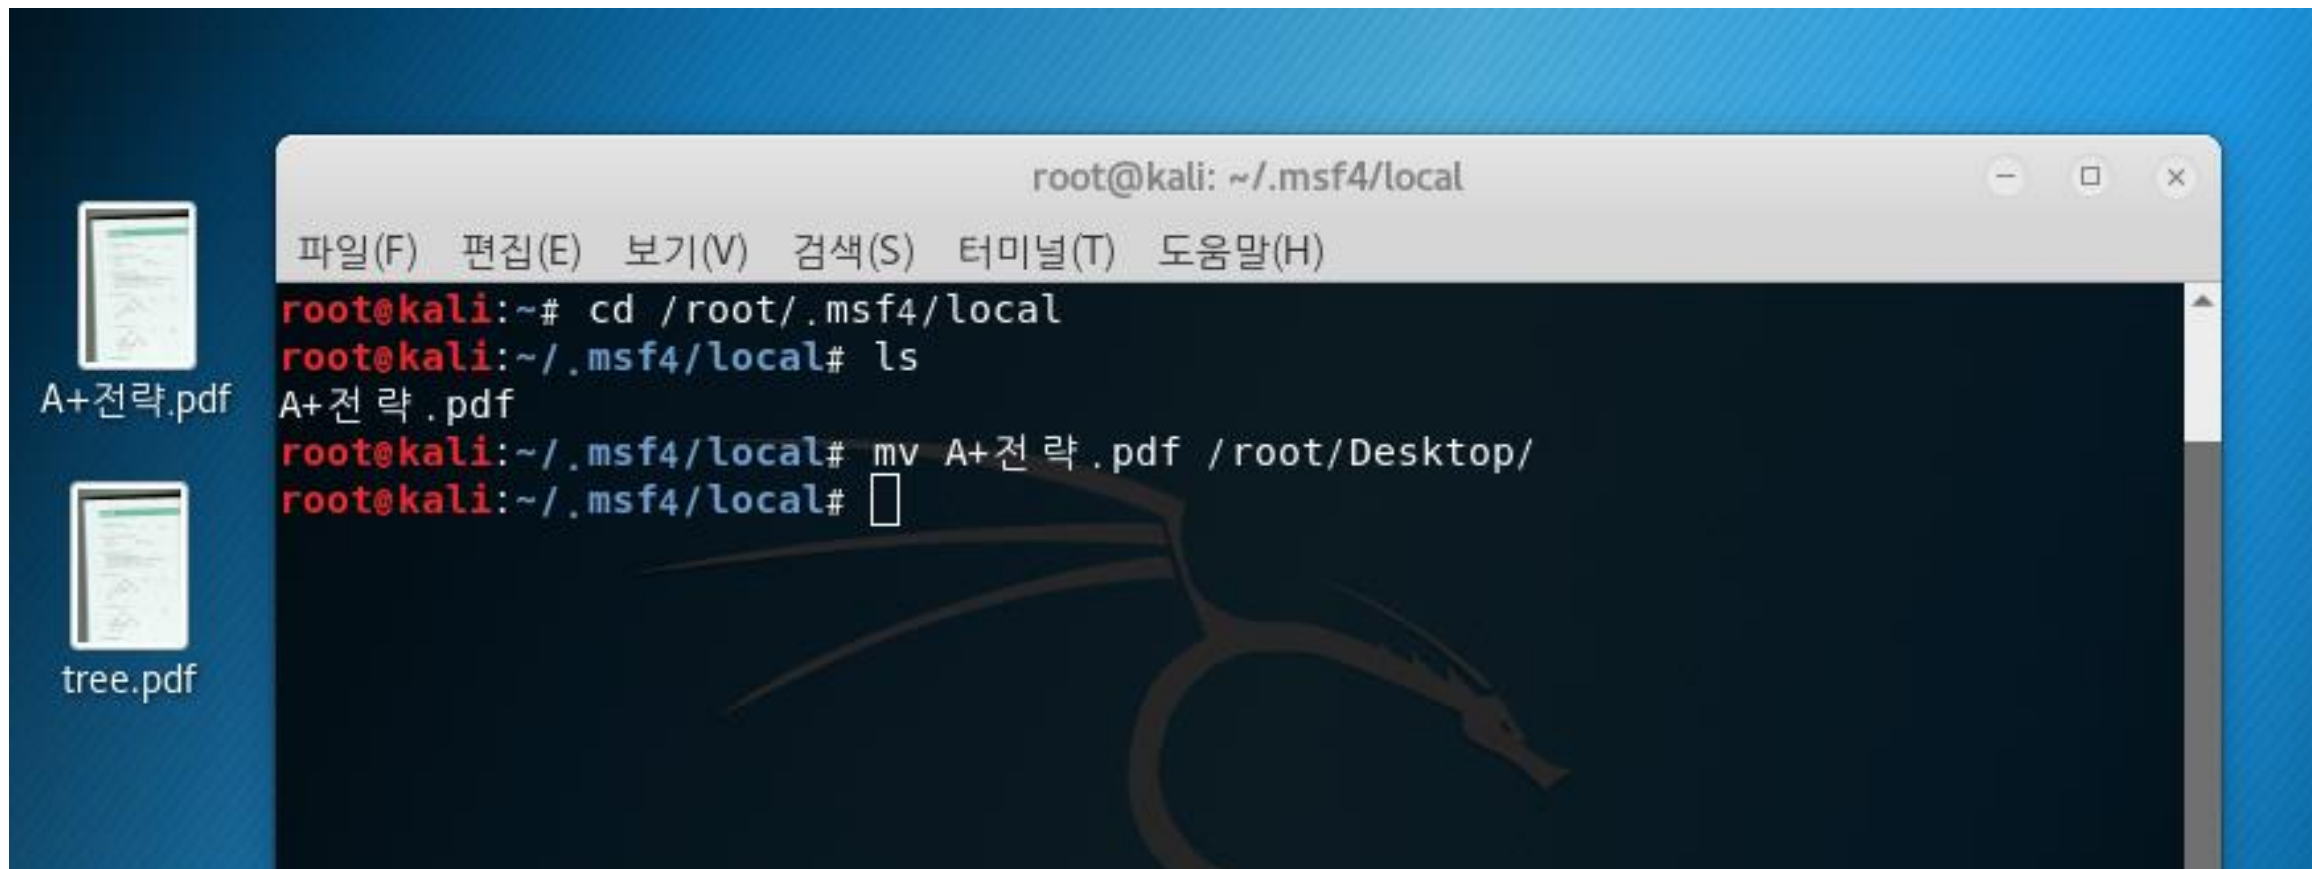 root@kali: ~/.msf4/local
파일(F) 편집(E) 보기(V) 검색(S) 터미널(T) 도움말(H)
root@kali:~# cd /root/.msf4/local
root@kali:~/.msf4/local# ls
A+전략.pdf
root@kali:~/.msf4/local# mv A+전략.pdf /root/Desktop/
root@kali:~/.msf4/local#
A+전략.pdf
tree.pdf